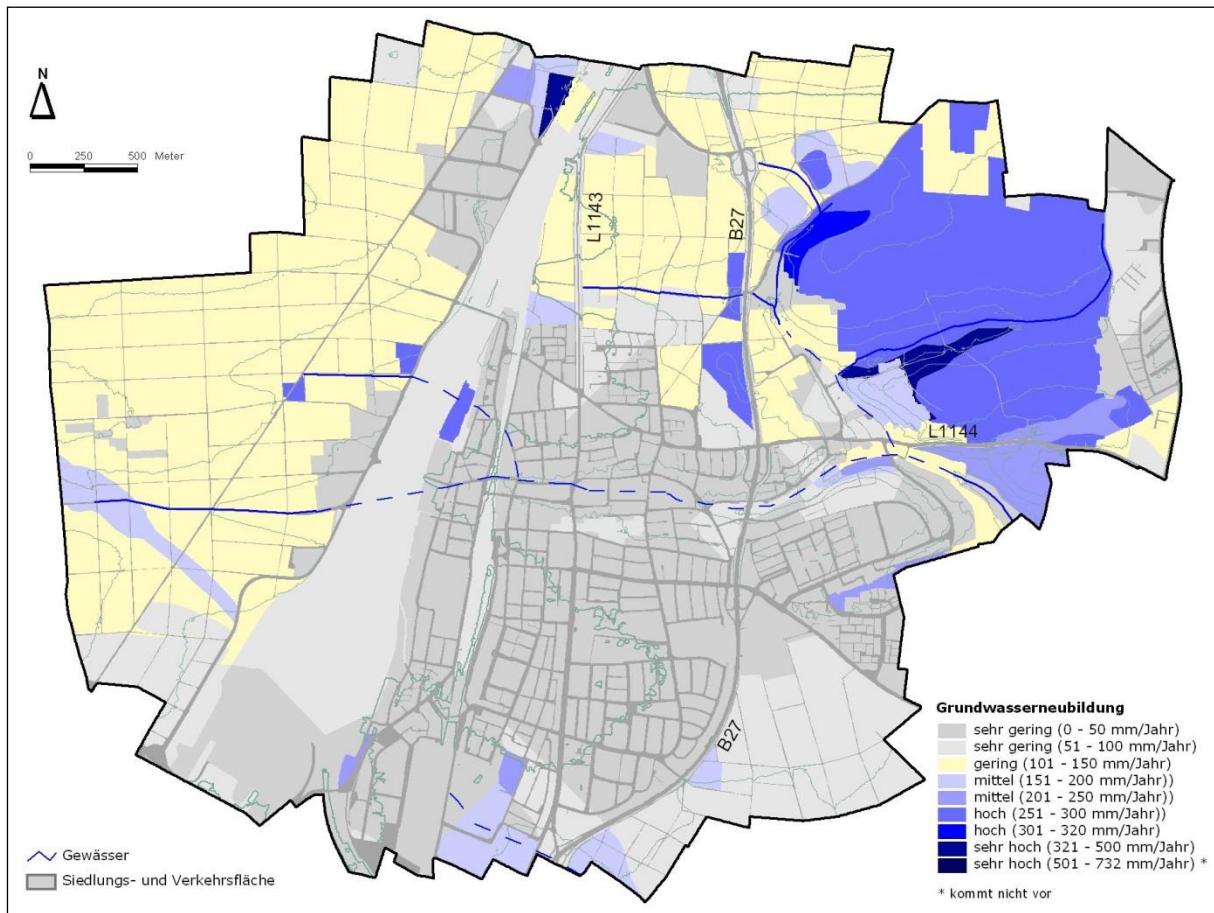 N
0 250 500 Meter
L1143
B27
L1144
B27
Grundwasserneubildung
sehr gering (0 - 50 mm/Jahr)
sehr gering (51 - 100 mm/Jahr)
gering (101 - 150 mm/Jahr)
mittel (151 - 200 mm/Jahr))
mittel (201 - 250 mm/Jahr))
hoch (251 - 300 mm/Jahr))
hoch (301 - 320 mm/Jahr)
sehr hoch (321 - 500 mm/Jahr)
sehr hoch (501 - 732 mm/Jahr) *
* kommt nicht vor
Gewässer
Siedlungs- und Verkehrsfläche